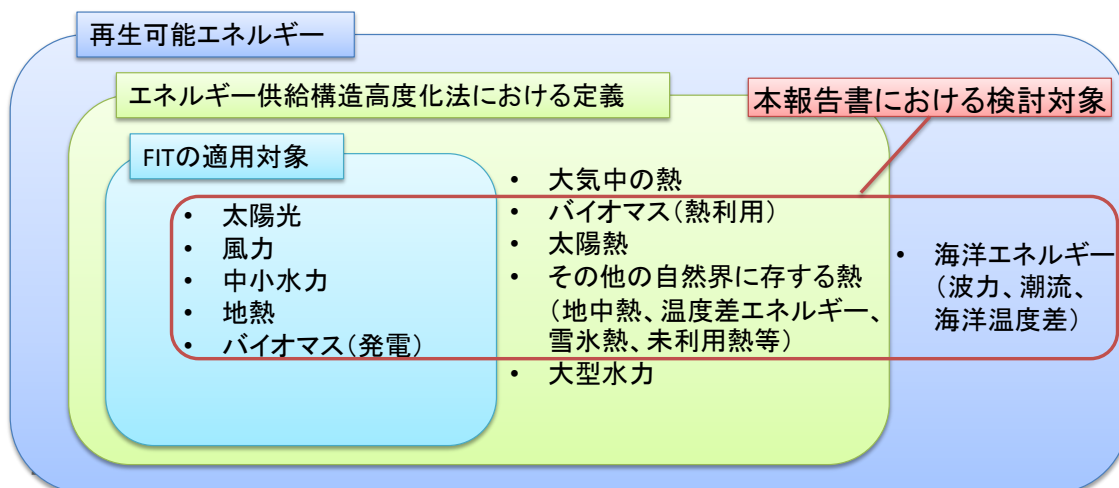 再生可能エネルギー
エネルギー供給構造高度化法における定義
本報告書における検討対象
FITの適用対象
• 太陽光
• 風力
• 中小水力
• 地熱
• バイオマス（発電）
• 大気中の熱
• バイオマス（熱利用）
• 太陽熱
• その他の自然界に存する熱
（地中熱、温度差エネルギー、
雪氷熱、未利用熱等）
• 大型水力
• 海洋エネルギー
（波力、潮流、
海洋温度差）